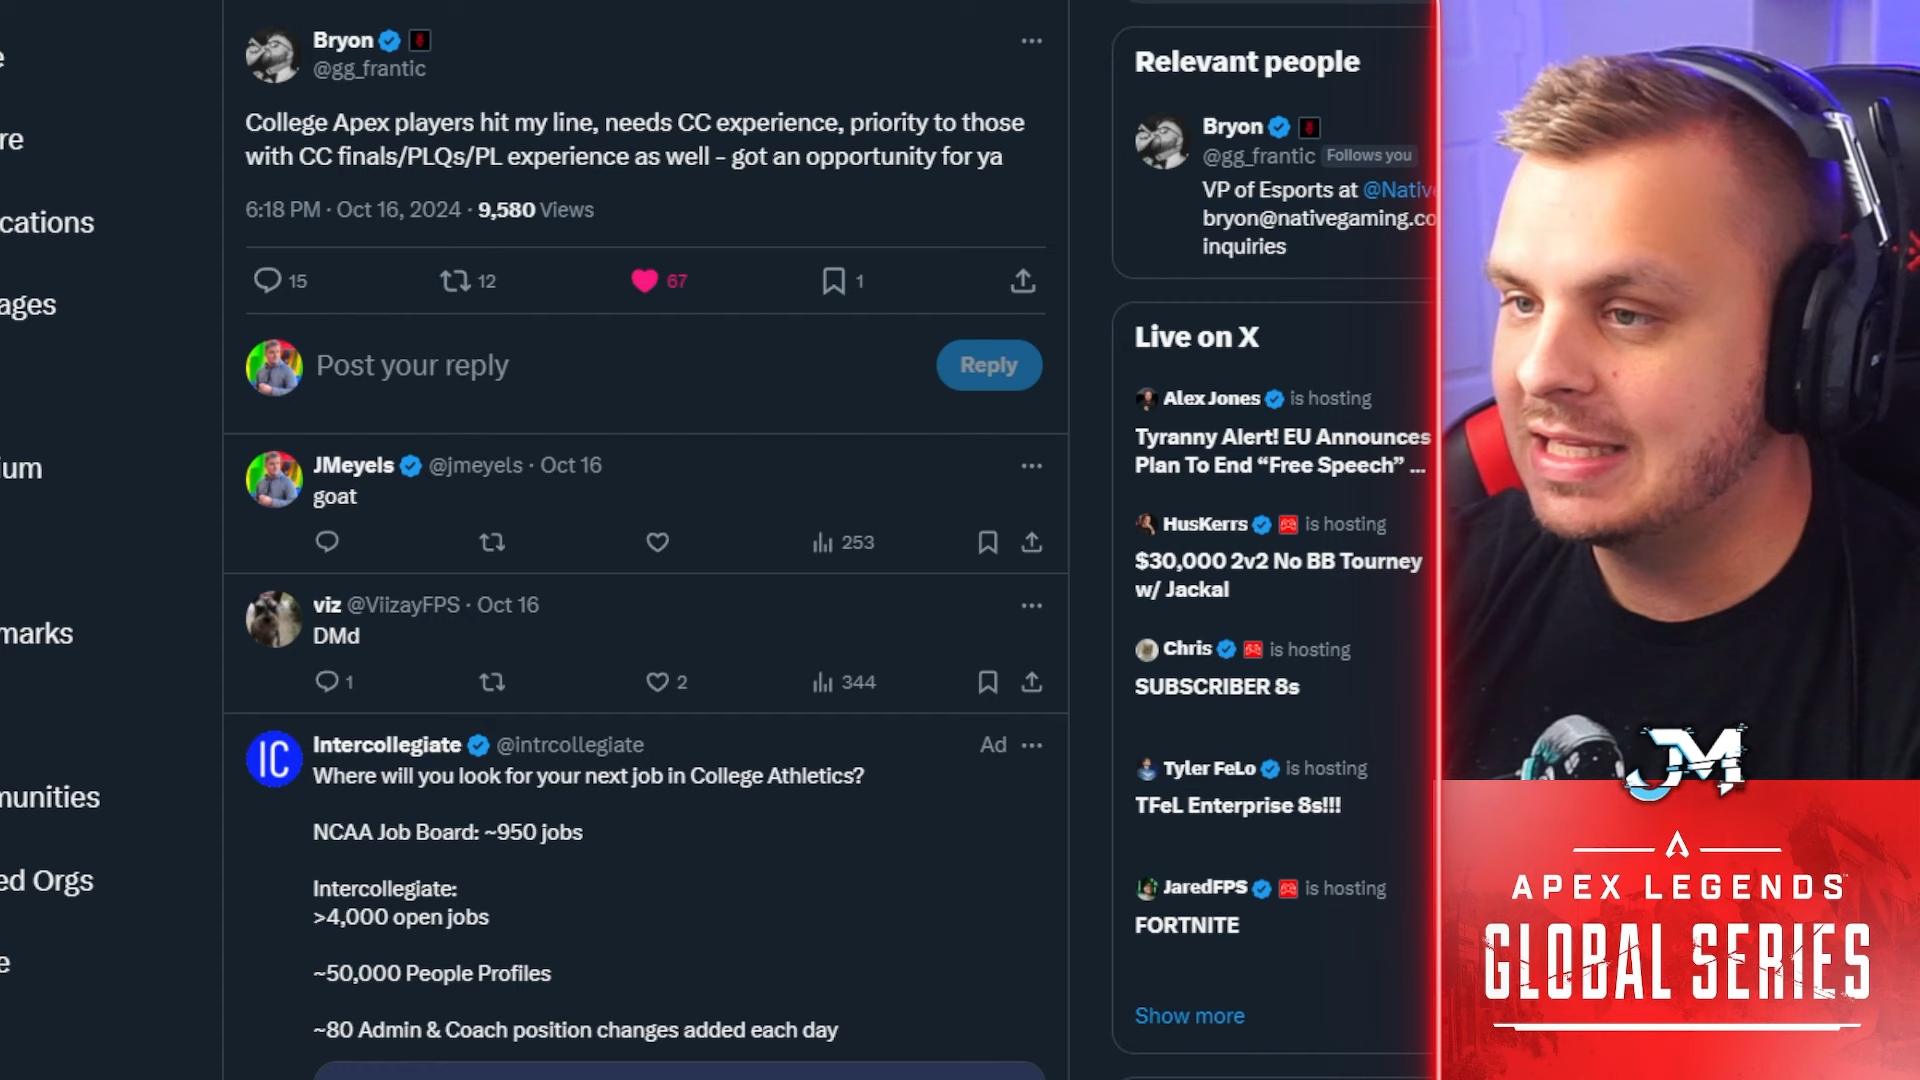 e
re
cations
ages
ium
marks
munities
ed Orgs
e
Bryon
@gg_frantic
College Apex players hit my line, needs CC experience, priority to those
with CC finals/PLQs/PL experience as well - got an opportunity for ya
6:18 PM · Oct 16, 2024 · 9,580 Views
15
12
67
1
Post your reply
Reply
JMeyels @jmeyels · Oct 16
goat
253
viz @ViizayFPS · Oct 16
DMd
1
2
344
IC
Intercollegiate @intrcollegiate
Ad
Where will you look for your next job in College Athletics?
NCAA Job Board: ~950 jobs
Intercollegiate:
>4,000 open jobs
~50,000 People Profiles
~80 Admin & Coach position changes added each day
Relevant people
Bryon
@gg_frantic Follows you
VP of Esports at @Native
bryon@nativegaming.co
inquiries
Live on X
Alex Jones is hosting
Tyranny Alert! EU Announces
Plan To End “Free Speech” ...
HusKerrs is hosting
$30,000 2v2 No BB Tourney
w/ Jackal
Chris is hosting
SUBSCRIBER 8s
Tyler FeLo is hosting
TFeL Enterprise 8s!!!
JaredFPS is hosting
FORTNITE
Show more
JM
APEX LEGENDS™
GLOBAL SERIES